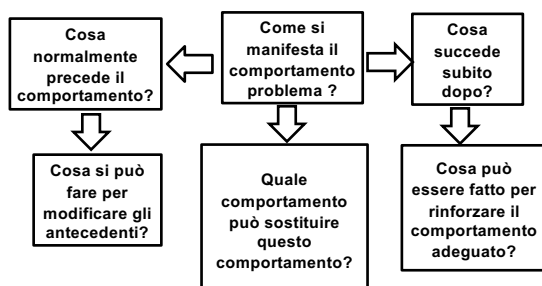 Cosa
normalmente
precede il
comportamento?
Come si
manifesta il
comportamento
problema ?
Cosa
succede
subito
dopo?
Cosa si può
fare per
modificare gli
antecedenti?
Quale
comportamento
può sostituire
questo
comportamento?
Cosa può
essere fatto per
rinforzare il
comportamento
adeguato?